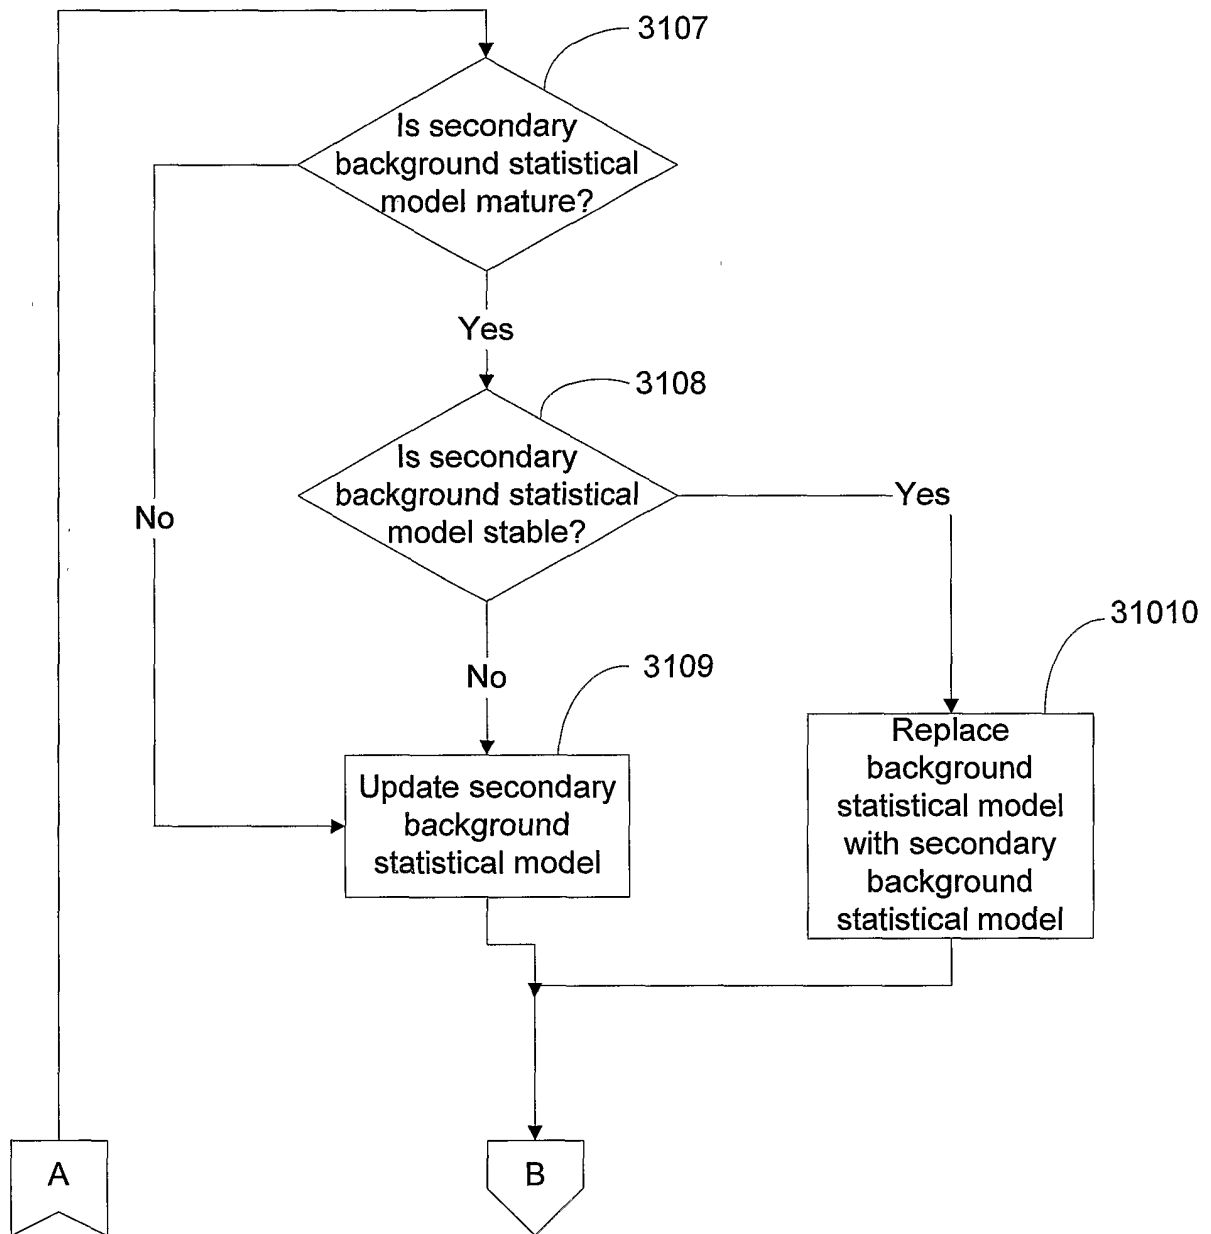 3107
Is secondary
background statistical
model mature?
Yes
3108
Is secondary
background statistical
model stable?
Yes
No
31010
No
3109
Replace
background
statistical model
with secondary
background
statistical model
Update secondary
background
statistical model
A
B